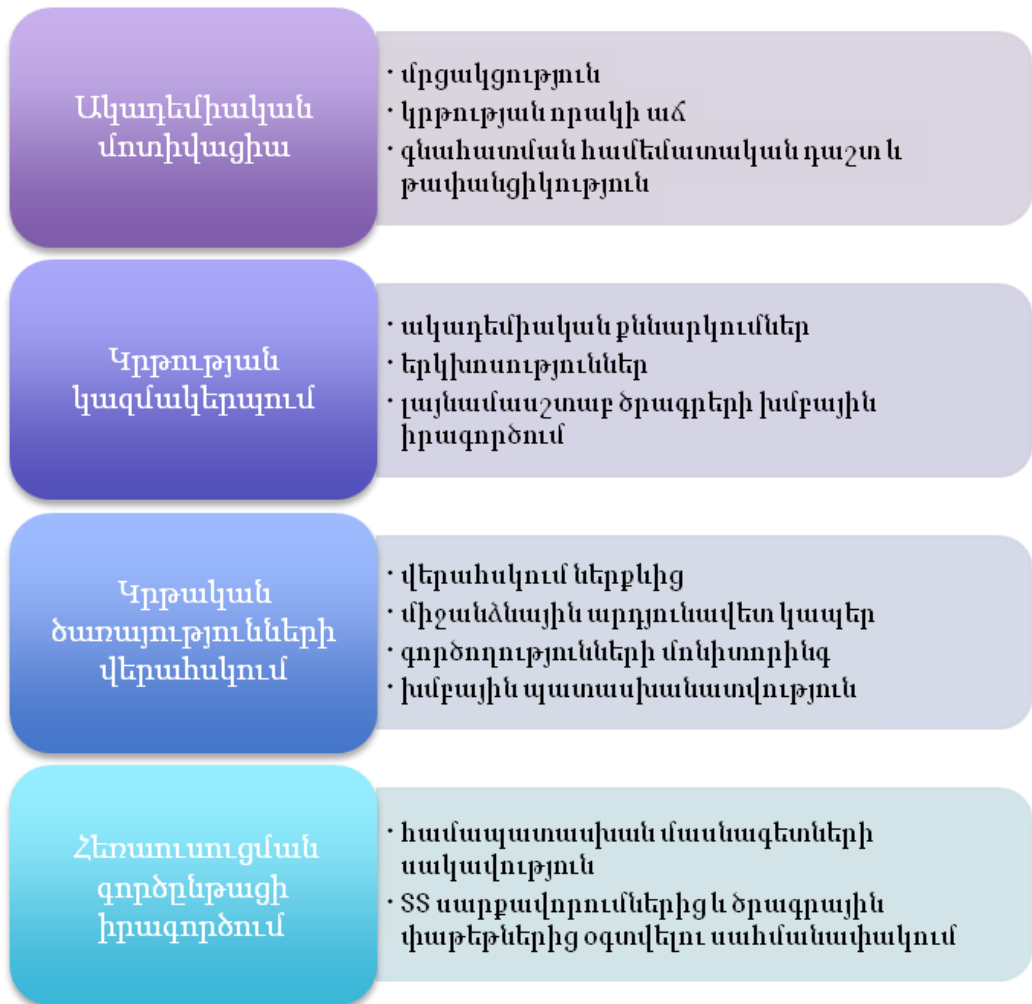 Ակադեմիական
մոտիվացիա
· մրցակցություն
· կրթության որակի աճ
· գնահատման համեմատական դաշտ և
թափանցիկություն
Կրթության
կազմակերպում
· ակադեմիական քննարկումներ
· երկխոսություններ
· լայնամասշտաբ ծրագրերի խմբային
իրագործում
Կրթական
ծառայությունների
վերահսկում
· վերահսկում ներքևից
· միջանձնային արդյունավետ կապեր
· գործողությունների մոնիտորինգ
· խմբային պատասխանատվություն
Հեռաուսուցման
գործընթացի
իրագործում
· համապատասխան մասնագետների
սակավություն
· ՏՏ սարքավորումներից և ծրագրային
փաթեթներից օգտվելու սահմանափակում